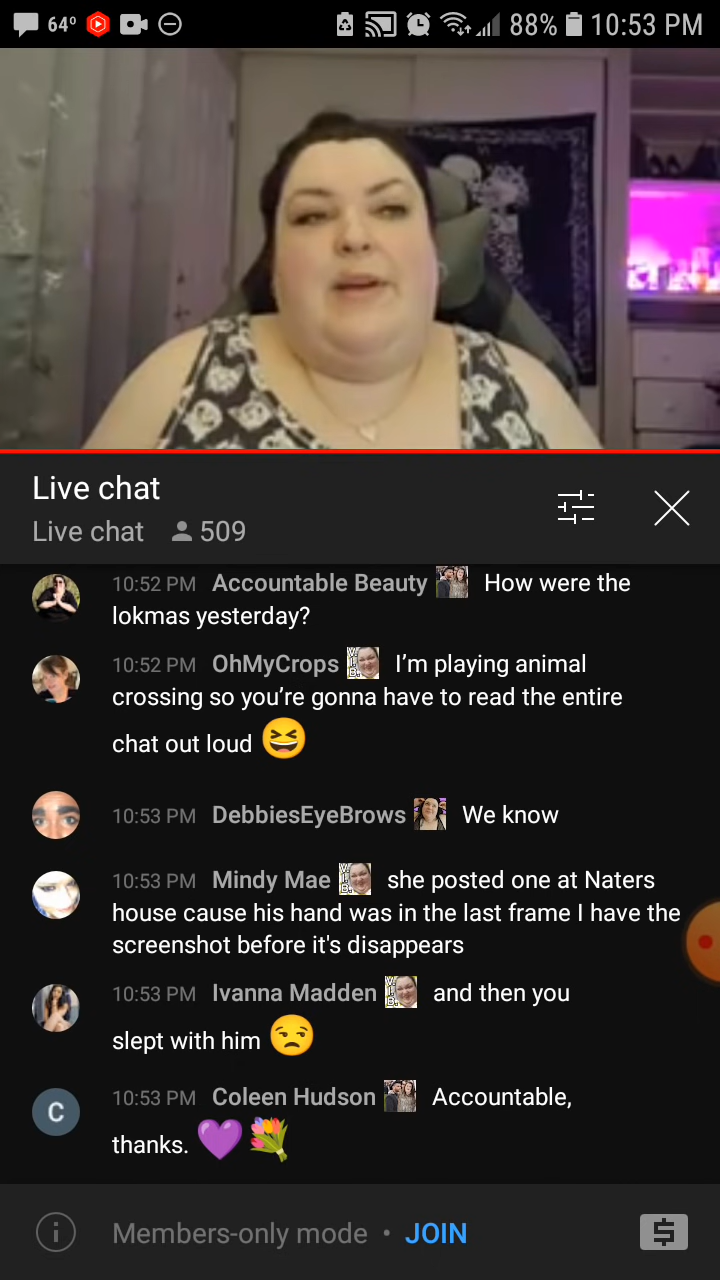 64° 88% 10:53 PM
Live chat
Live chat 509
10:52 PM Accountable Beauty How were the
lokmas yesterday?
10:52 PM OhMyCrops I'm playing animal
crossing so you're gonna have to read the entire
chat out loud 😆
10:53 PM DebbiesEyeBrows We know
10:53 PM Mindy Mae she posted one at Naters
house cause his hand was in the last frame I have the
screenshot before it's disappears
10:53 PM Ivanna Madden and then you
slept with him 😒
C 10:53 PM Coleen Hudson Accountable,
thanks. 💜💐
Members-only mode • JOIN